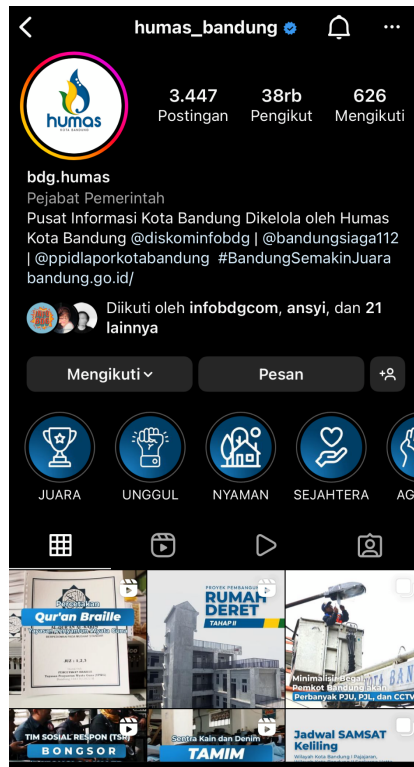 humas_bandung
humas
KOTA BANDUNG
3.447
Postingan
38rb
Pengikut
626
Mengikuti
bdg.humas
Pejabat Pemerintah
Pusat Informasi Kota Bandung Dikelola oleh Humas
Kota Bandung @diskominfobdg | @bandungsiaga112
| @ppidlaporkotabandung #BandungSemakinJuara
bandung.go.id/
Diikuti oleh infobdgcom, ansyi, dan 21
lainnya
Mengikuti
Pesan
JUARA
UNGGUL
NYAMAN
SEJAHTERA
AG
Percetakan
Qur'an Braille
PROYEK PEMBANGUNAN
RUMAH
DERET
TAHAP II
Minimalisir Begal,
Pemkot Bandung akan
Perbanyak PJU, PJL, dan CCTV
TIM SOSIAL RESPON (TSR)
BONGSOR
Sentra Kain dan Denim
TAMIM
Jadwal SAMSAT
Keliling
Wilayah Kota Bandung I Pajajaran,